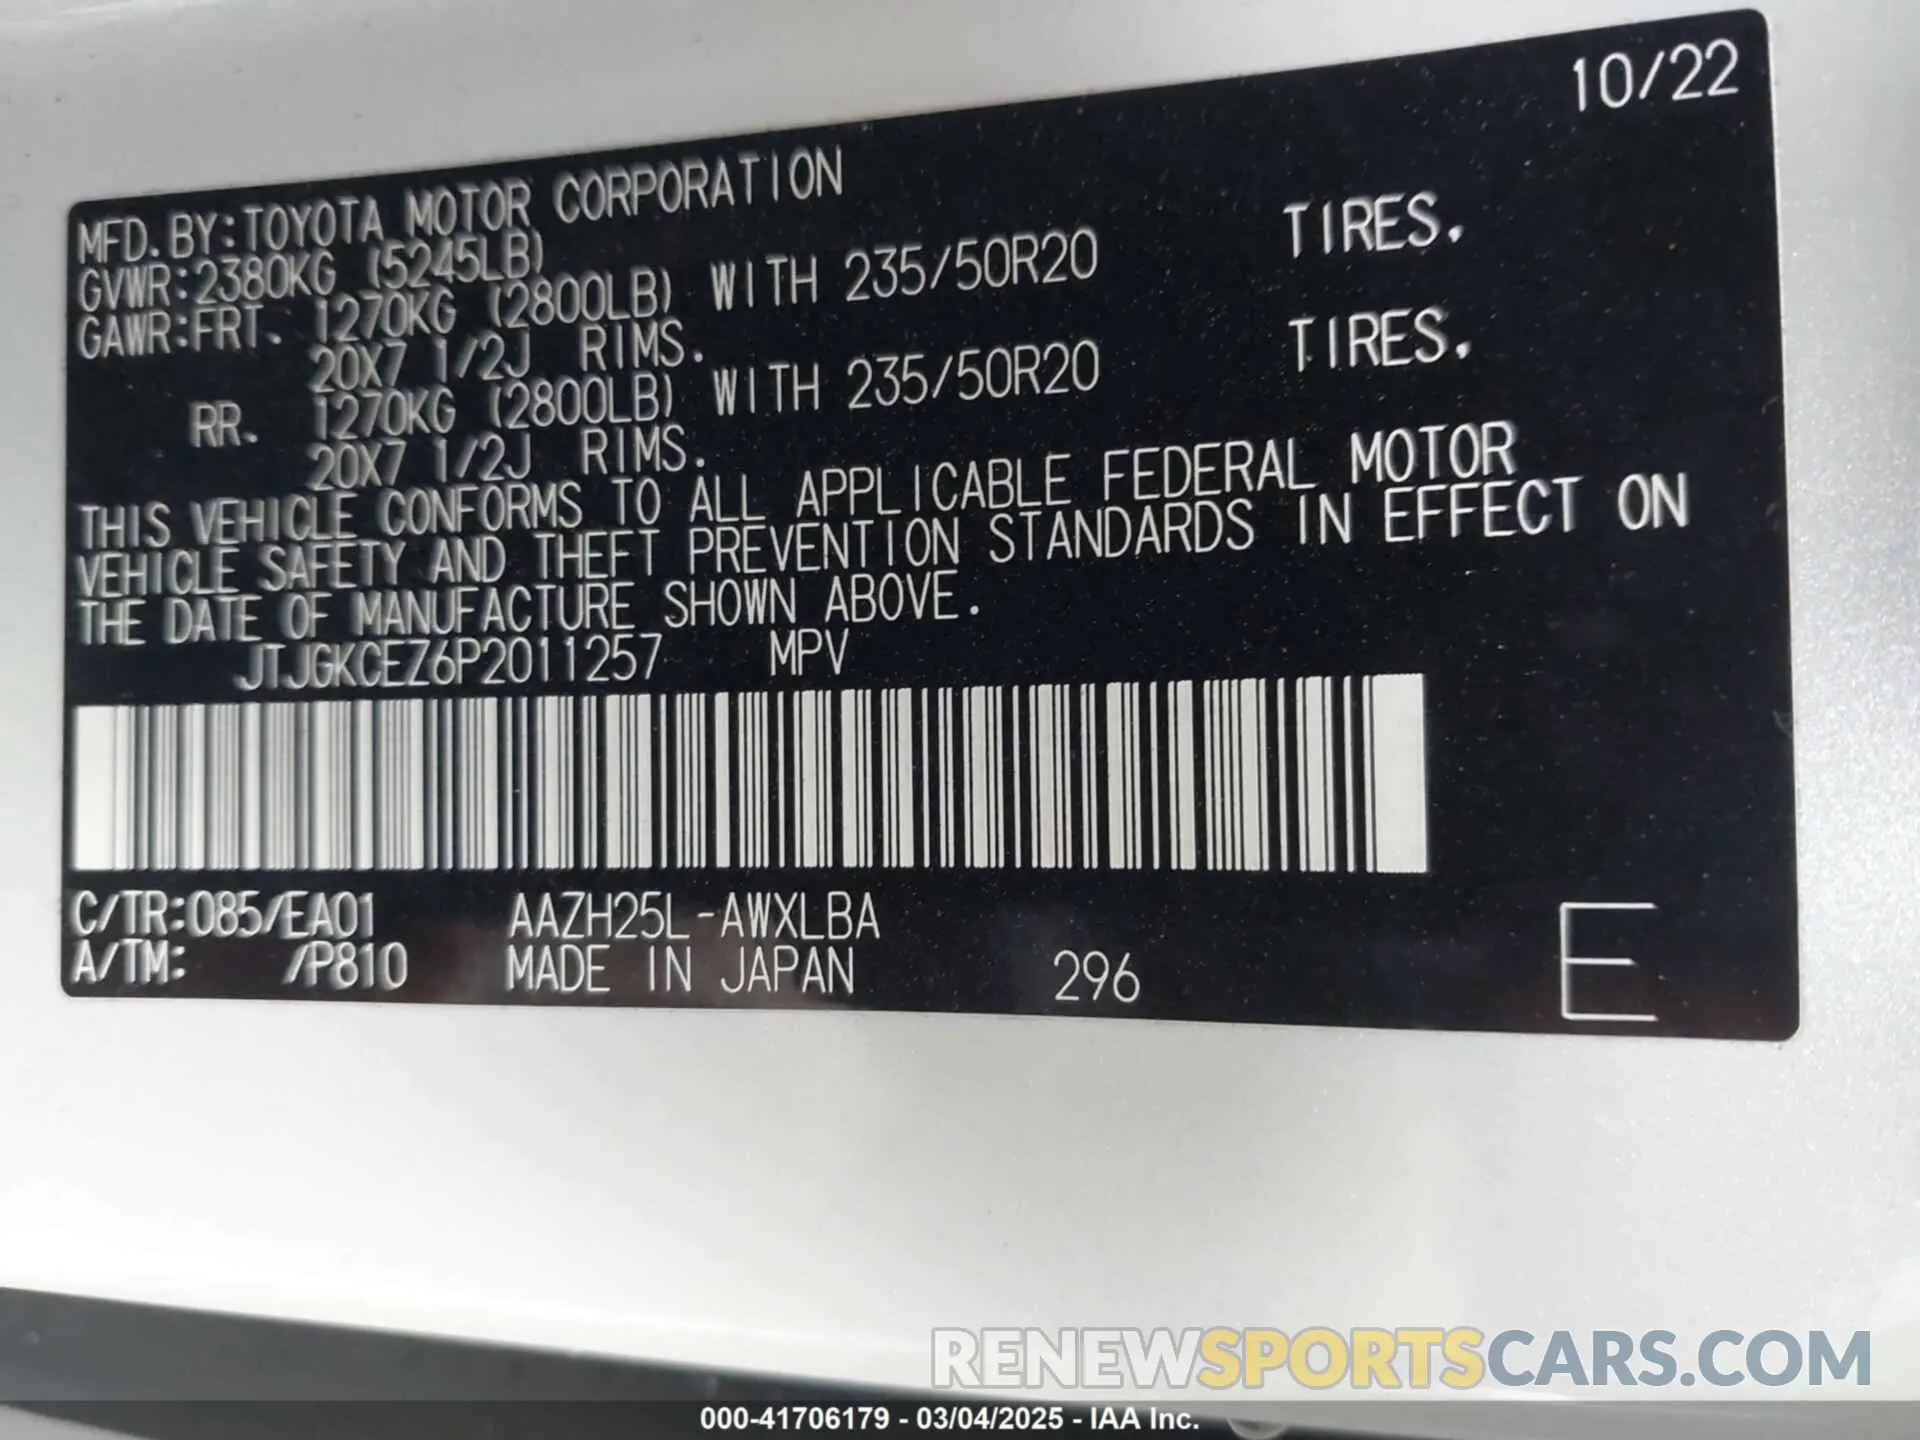 10/22
MFD.BY:TOYOTA MOTOR CORPORATION
GVWR:2380KG (5245LB)
GAWR:FRT. 1270KG (2800LB) WITH 235/50R20 TIRES.
20X7 1/2J RIMS.
RR. 1270KG (2800LB) WITH 235/50R20 TIRES.
20X7 1/2J RIMS.
THIS VEHICLE CONFORMS TO ALL APPLICABLE FEDERAL MOTOR
VEHICLE SAFETY AND THEFT PREVENTION STANDARDS IN EFFECT ON
THE DATE OF MANUFACTURE SHOWN ABOVE.
JTJGKCEZ6P2011257 MPV
C/TR:085/EA01 AAZH25L-AWXLBA
A/TM: /P810 MADE IN JAPAN 296 E
RENEWSPORTSCARS.COM
000-41706179 - 03/04/2025 - IAA Inc.